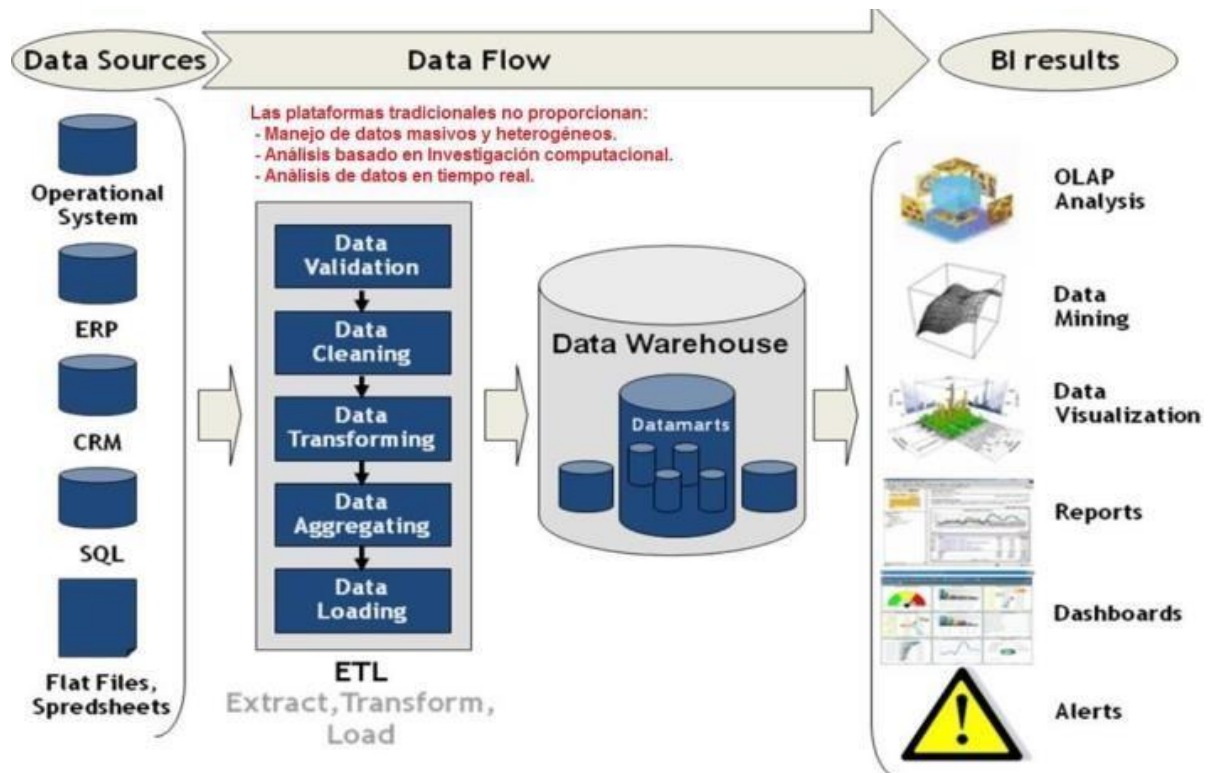 Data Sources
Data Flow
BI results
Las plataformas tradicionales no proporcionan:
- Manejo de datos masivos y heterogéneos.
- Análisis basado en Investigación computacional.
- Análisis de datos en tiempo real.
Operational
System
ERP
CRM
SQL
Flat Files,
Spredsheets
Data
Validation
Data
Cleaning
Data
Transforming
Data
Aggregating
Data
Loading
ETL
Extract,Transform,
Load
Data Warehouse
Datamarts
OLAP
Analysis
Data
Mining
Data
Visualization
Reports
Dashboards
Alerts